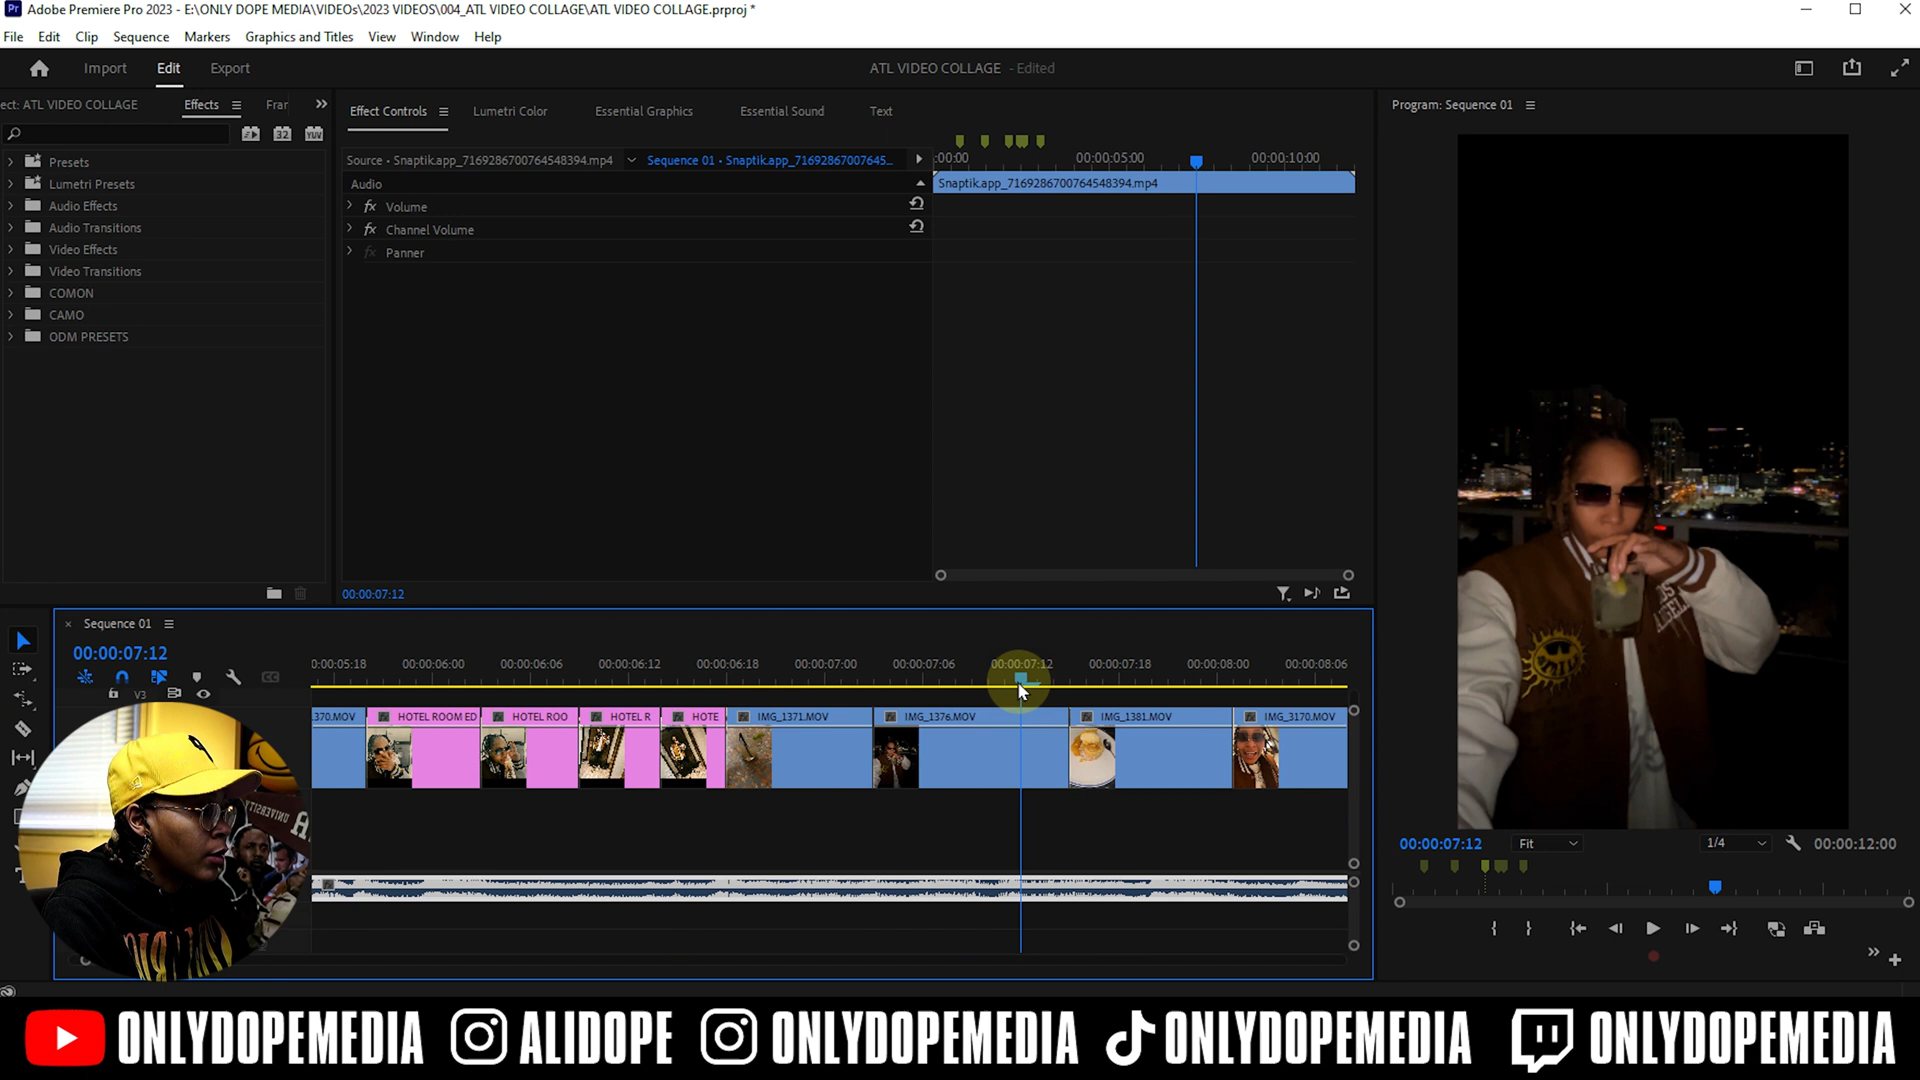 Pr Adobe Premiere Pro 2023 - E:\ONLY DOPE MEDIA\VIDEOs\2023 VIDEOS\004_ATL VIDEO COLLAGE\ATL VIDEO COLLAGE.prproj *
File Edit Clip Sequence Markers Graphics and Titles View Window Help
Import Edit Export
ATL VIDEO COLLAGE - Edited
ect: ATL VIDEO COLLAGE Effects Frar
Effect Controls Lumetri Color Essential Graphics Essential Sound Text
Program: Sequence 01
32 YUV
Presets
Lumetri Presets
Audio Effects
Audio Transitions
Video Effects
Video Transitions
COMON
CAMO
ODM PRESETS
Source • Snaptik.app_7169286700764548394.mp4 Sequence 01 • Snaptik.app_71692867007645...
:00:00 00:00:05:00 00:00:10:00
Audio
Snaptik.app_7169286700764548394.mp4
fx Volume
fx Channel Volume
fx Panner
00:00:07:12
Sequence 01
00:00:07:12
0:00:05:18 00:00:06:00 00:00:06:06 00:00:06:12 00:00:06:18 00:00:07:00 00:00:07:06 00:00:07:12 00:00:07:18 00:00:08:00 00:00:08:06
V3
.370.MOV HOTEL ROOM ED HOTEL ROO HOTEL R HOTE IMG_1371.MOV IMG_1376.MOV IMG_1381.MOV IMG_3170.MOV
00:00:07:12 Fit 1/4 00:00:12:00
ONLYDOPEMEDIA ALIDOPE ONLYDOPEMEDIA ONLYDOPEMEDIA ONLYDOPEMEDIA